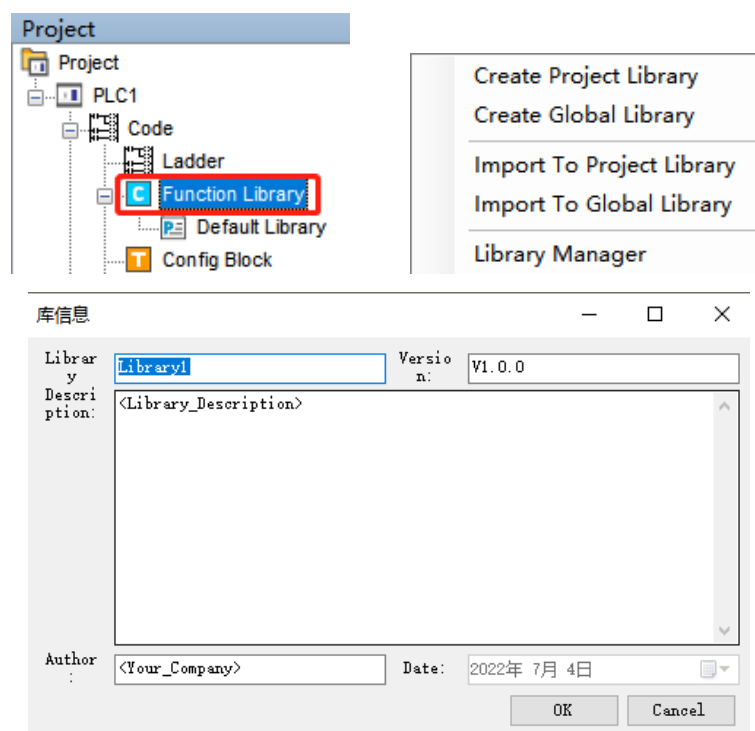 Project
Project
PLC1
Code
Ladder
Function Library
Default Library
Config Block
Create Project Library
Create Global Library
Import To Project Library
Import To Global Library
Library Manager
库信息
Librar
y
Library1
Versio
n:
V1.0.0
Descri
ption:
<Library_Description>
Author
:
<Your_Company>
Date:
2022年 7月 4日
OK
Cancel